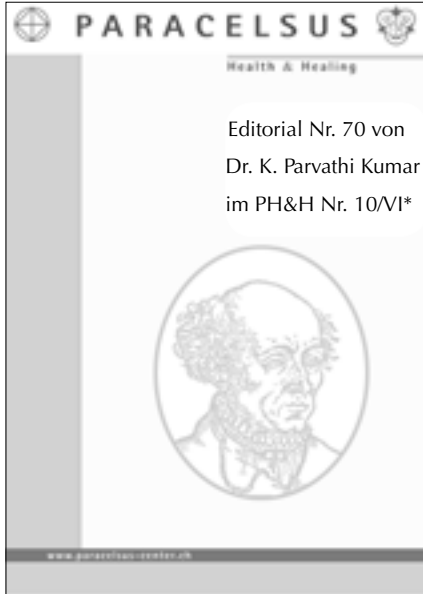 PARACELSUS
Health & Healing
Editorial Nr. 70 von
Dr. K. Parvathi Kumar
im PH&H Nr. 10/VI*
www.paracelsus-center.ch